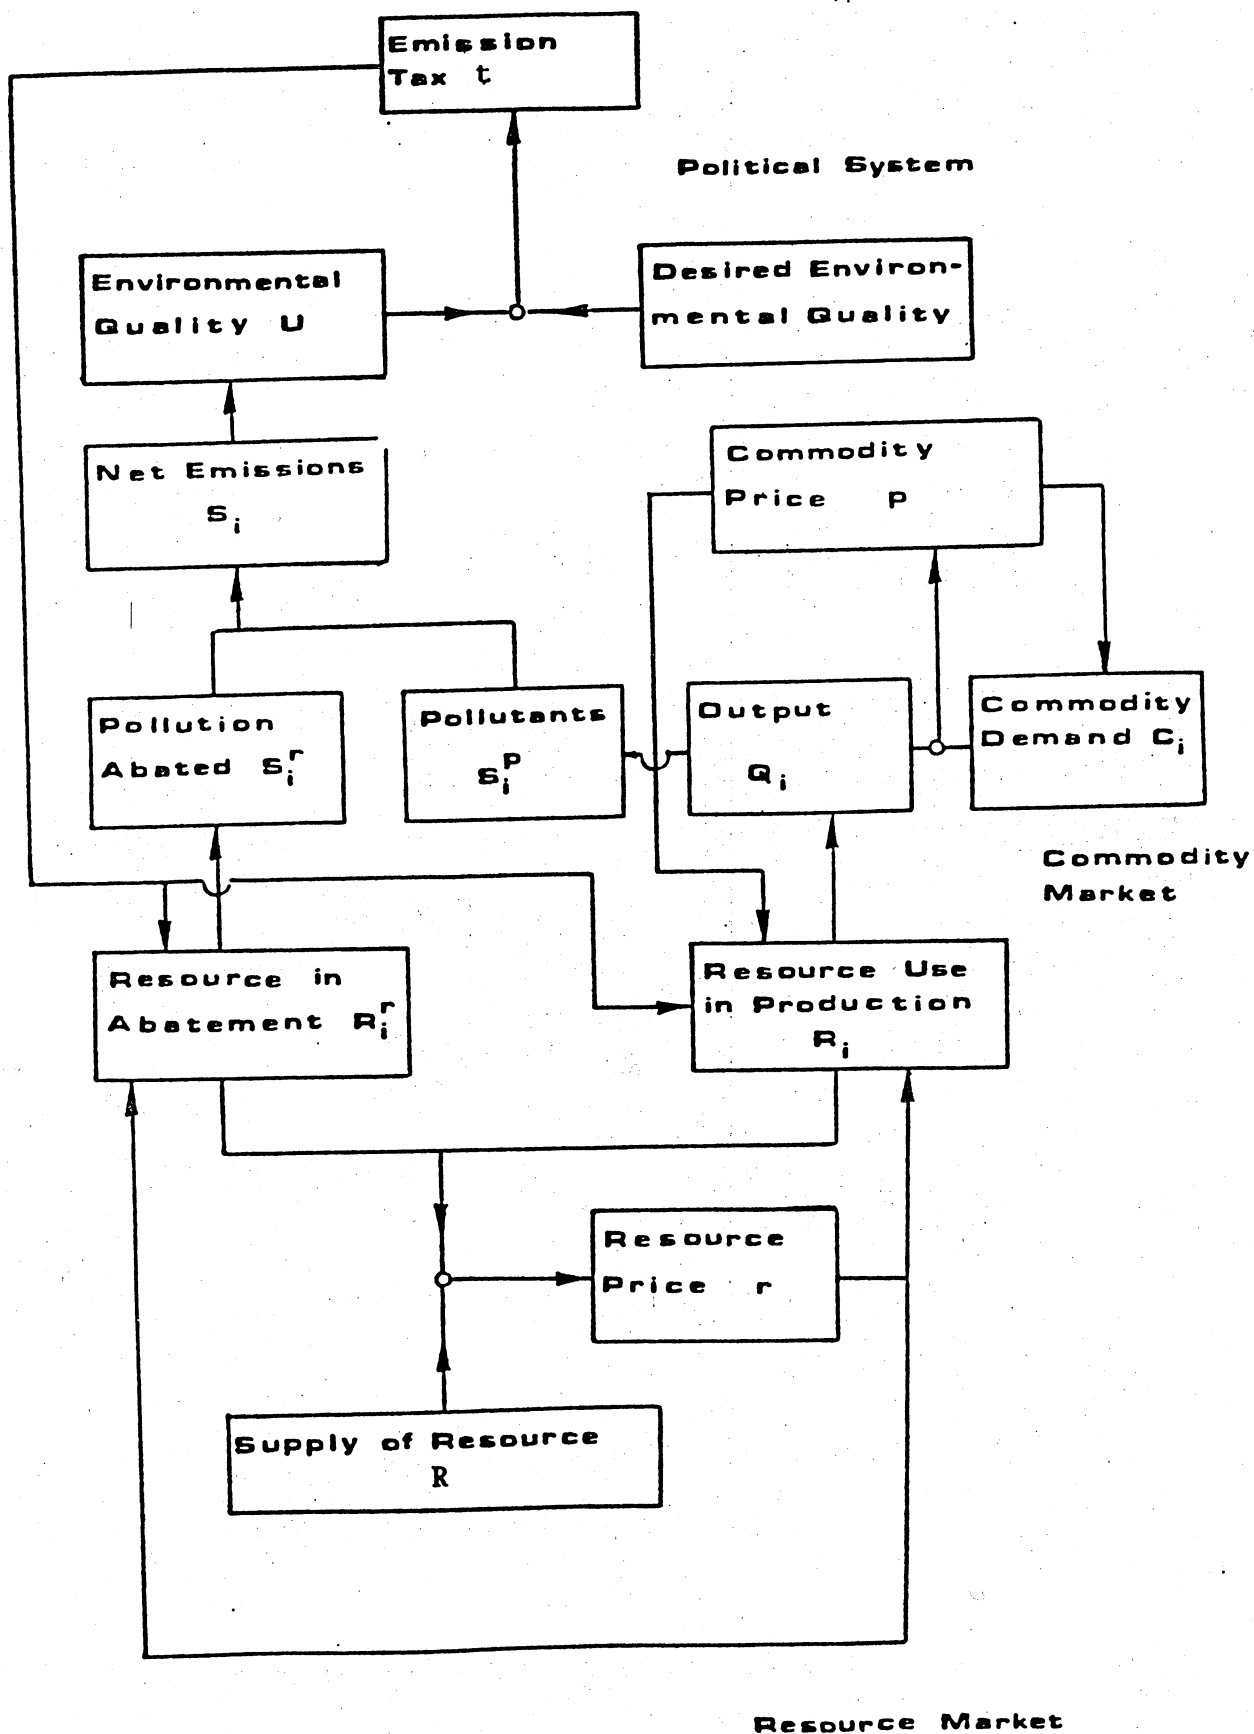 Emission
Tax t
Political System
Environmental
Quality U
Desired Environ-
mental Quality
Net Emissions
S_i
Commodity
Price P
Pollution
Abated S_i^r
Pollutants
S_i^p
Output
Q_i
Commodity
Demand C_i
Commodity
Market
Resource in
Abatement R_i^r
Resource Use
in Production
R_i
Resource
Price r
Supply of Resource
R
Resource Market